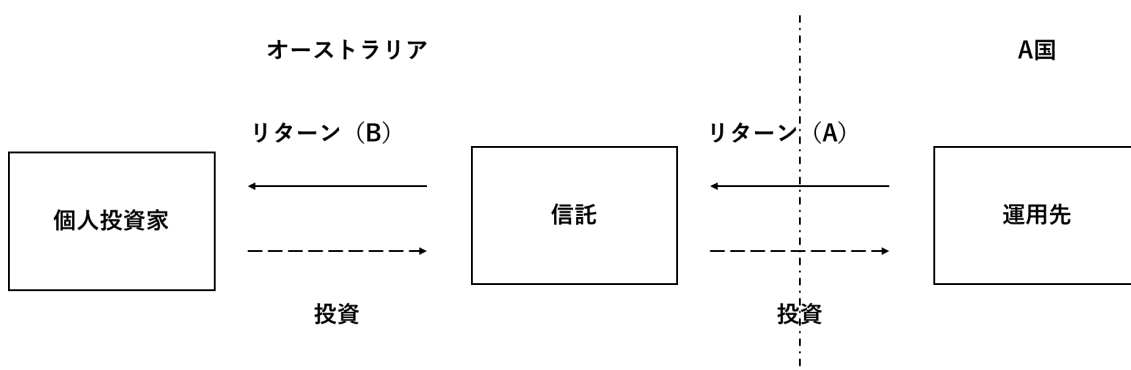 オーストラリア
A国
リターン（B）
リターン（A）
個人投資家
信託
運用先
投資
投資